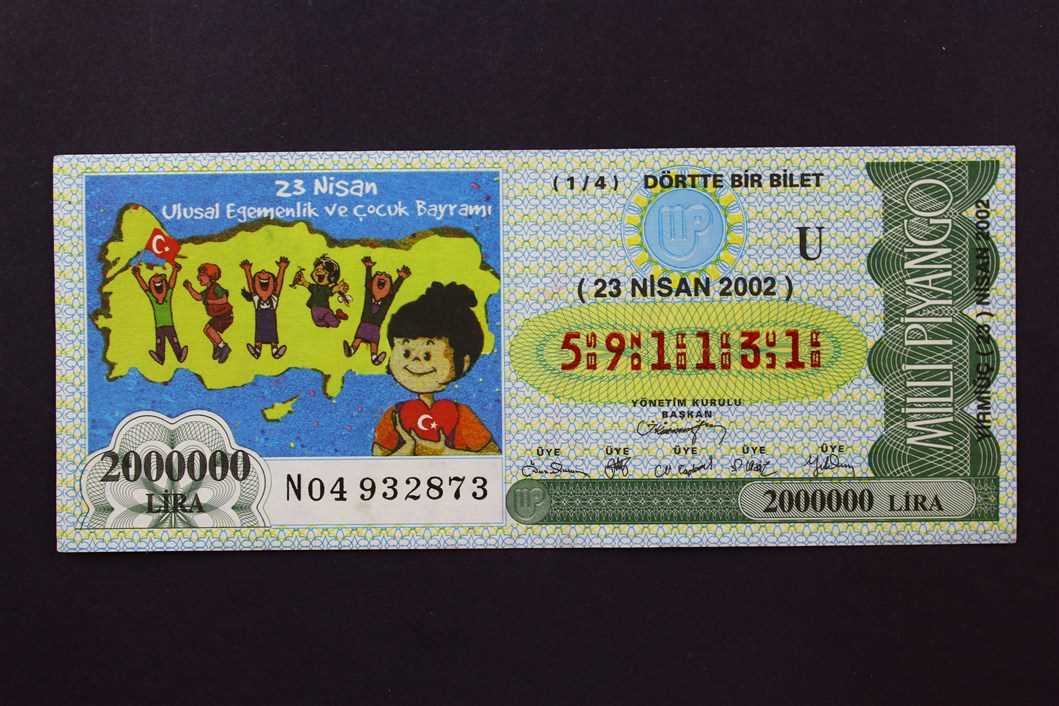 23 Nisan
Ulusal Egemenlik ve Çocuk Bayramı
2000000
LİRA
N04 932873
(1/4) DÖRTTE BİR BİLET
U
(23 NİSAN 2002)
591131
YÖNETİM KURULU
BAŞKAN
ÜYE ÜYE ÜYE ÜYE ÜYE
2000000 LİRA
MİLLİ PİYANGO
YİRMİÜÇ (23) NİSAN 2002